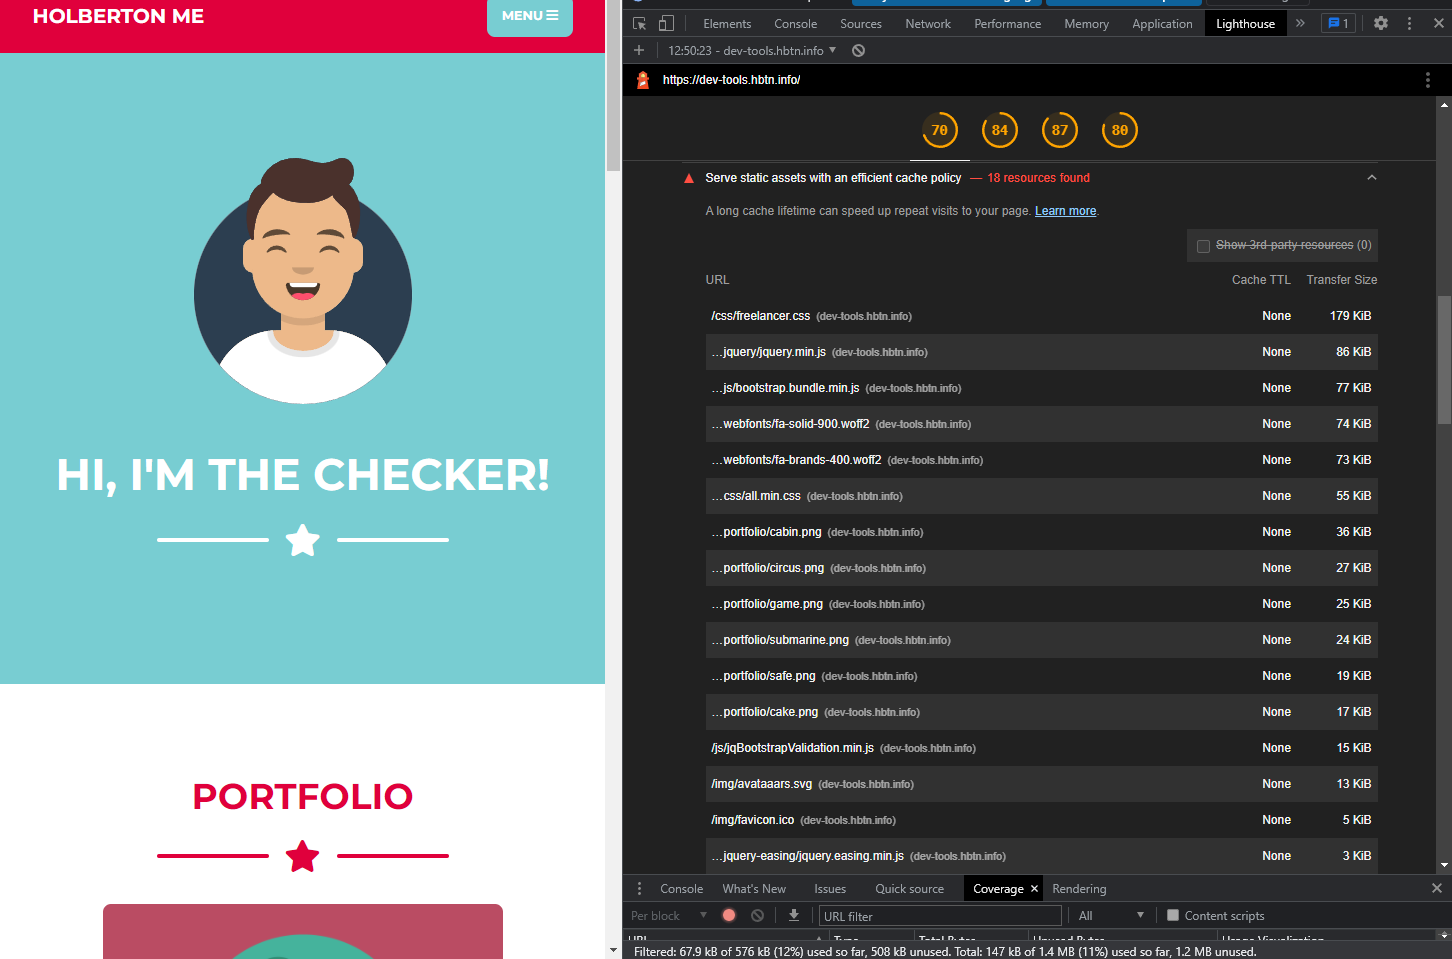 HOLBERTON ME
MENU
HI, I'M THE CHECKER!
PORTFOLIO
Elements Console Sources Network Performance Memory Application Lighthouse » 1
12:50:23 - dev-tools.hbtn.info
https://dev-tools.hbtn.info/
70 84 87 80
Serve static assets with an efficient cache policy — 18 resources found
A long cache lifetime can speed up repeat visits to your page. Learn more.
Show 3rd-party resources (0)
URL Cache TTL Transfer Size
/css/freelancer.css (dev-tools.hbtn.info) None 179 KiB
…jquery/jquery.min.js (dev-tools.hbtn.info) None 86 KiB
…js/bootstrap.bundle.min.js (dev-tools.hbtn.info) None 77 KiB
…webfonts/fa-solid-900.woff2 (dev-tools.hbtn.info) None 74 KiB
…webfonts/fa-brands-400.woff2 (dev-tools.hbtn.info) None 73 KiB
…css/all.min.css (dev-tools.hbtn.info) None 55 KiB
…portfolio/cabin.png (dev-tools.hbtn.info) None 36 KiB
…portfolio/circus.png (dev-tools.hbtn.info) None 27 KiB
…portfolio/game.png (dev-tools.hbtn.info) None 25 KiB
…portfolio/submarine.png (dev-tools.hbtn.info) None 24 KiB
…portfolio/safe.png (dev-tools.hbtn.info) None 19 KiB
…portfolio/cake.png (dev-tools.hbtn.info) None 17 KiB
/js/jqBootstrapValidation.min.js (dev-tools.hbtn.info) None 15 KiB
/img/avataaars.svg (dev-tools.hbtn.info) None 13 KiB
/img/favicon.ico (dev-tools.hbtn.info) None 5 KiB
…jquery-easing/jquery.easing.min.js (dev-tools.hbtn.info) None 3 KiB
Console What's New Issues Quick source Coverage Rendering
Per block URL filter All Content scripts
URL Type Total Bytes Unused Bytes Usage Visualization
Filtered: 67.9 kB of 576 kB (12%) used so far, 508 kB unused. Total: 147 kB of 1.4 MB (11%) used so far, 1.2 MB unused.